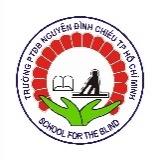 TRƯỜNG PTĐB NGUYỄN ĐÌNH CHIỂU TP HỒ CHÍ MINH
SCHOOL FOR THE BLIND